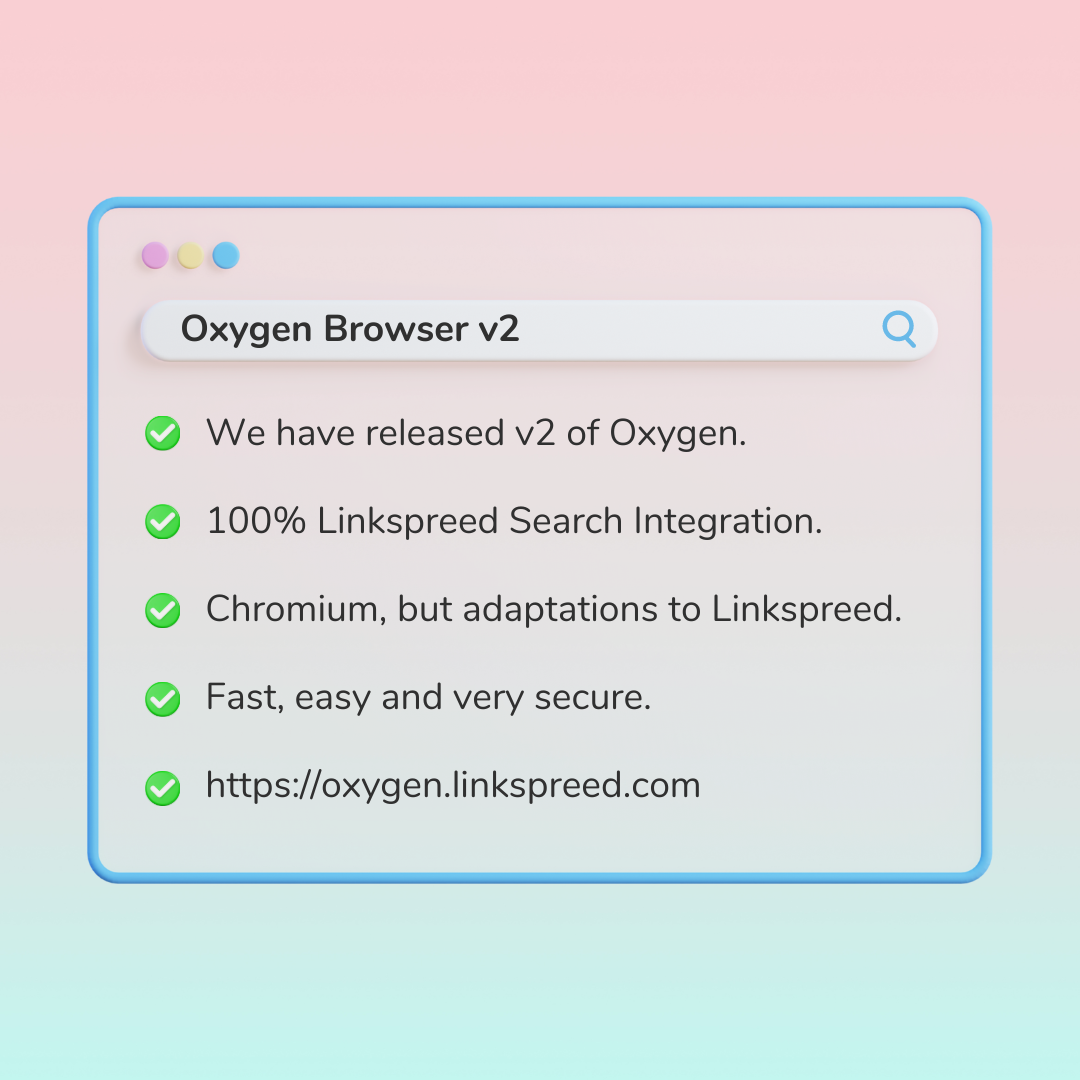 Oxygen Browser v2
We have released v2 of Oxygen.
100% Linkspreed Search Integration.
Chromium, but adaptations to Linkspreed.
Fast, easy and very secure.
https://oxygen.linkspreed.com